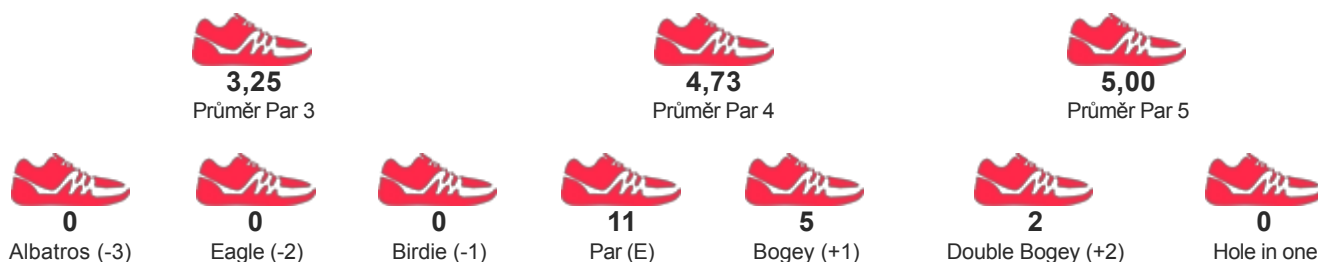 3,25 4,73 5,00
Průměr Par 3 Průměr Par 4 Průměr Par 5
0 0 0 11 5 2 0
Albatros (-3) Eagle (-2) Birdie (-1) Par (E) Bogey (+1) Double Bogey (+2) Hole in one